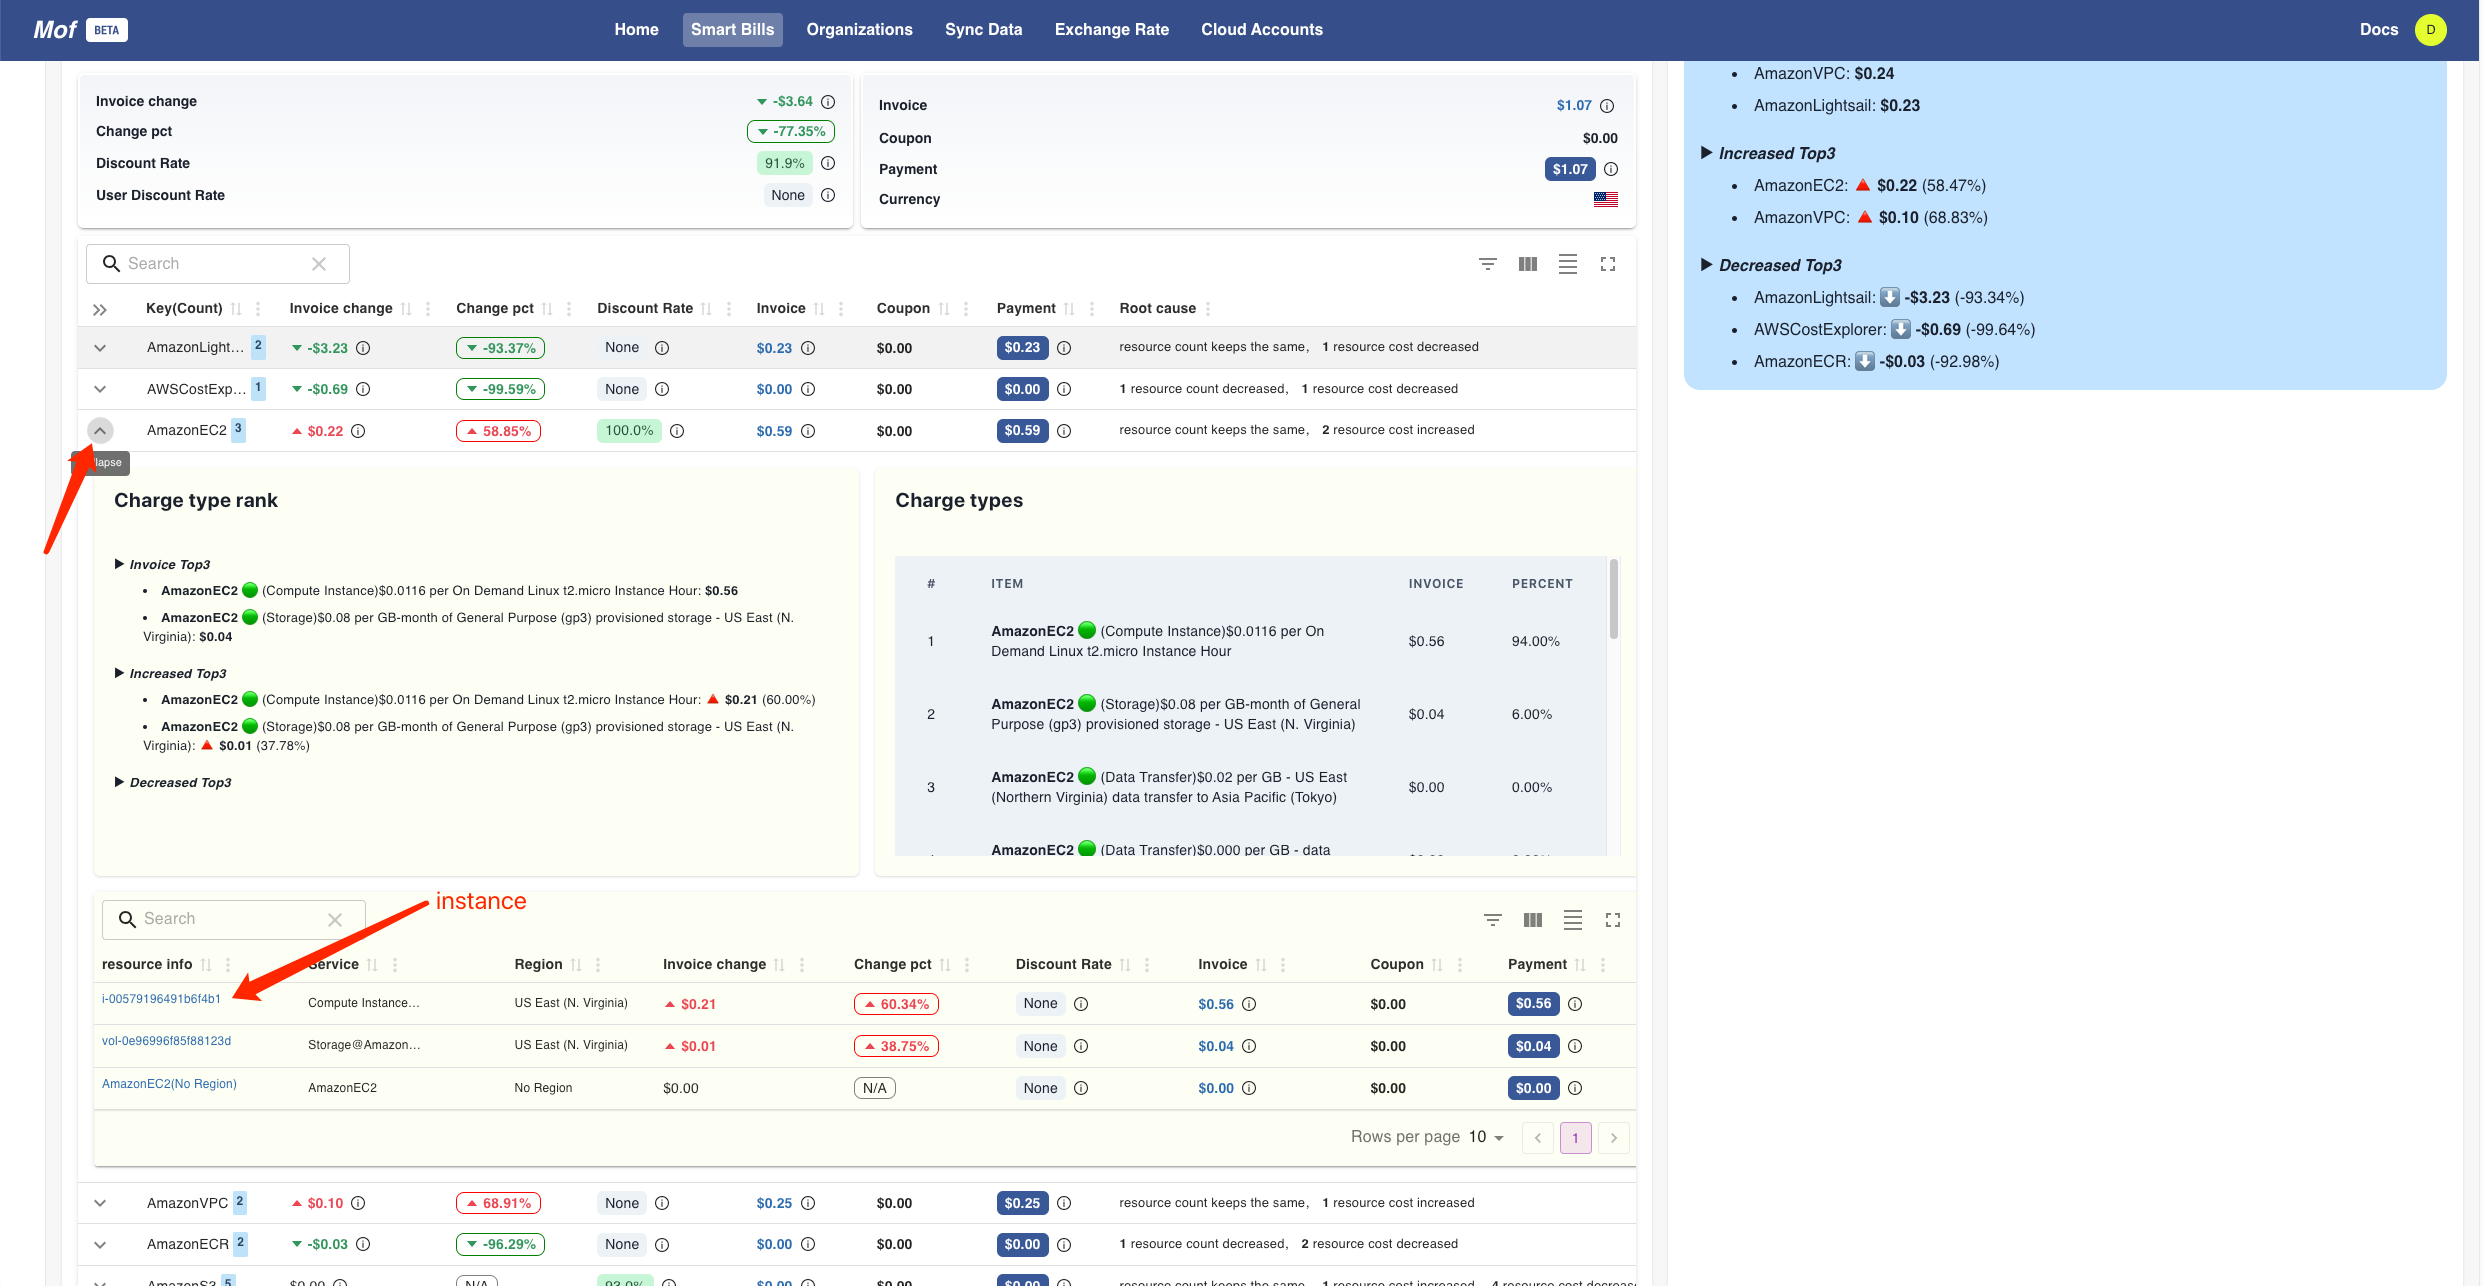 Mof BETA Home Smart Bills Organizations Sync Data Exchange Rate Cloud Accounts Docs D
Invoice change -$3.64
Change pct -77.35%
Discount Rate 91.9%
User Discount Rate None
Invoice $1.07
Coupon $0.00
Payment $1.07
Currency
AmazonVPC: $0.24
AmazonLightsail: $0.23
Increased Top3
AmazonEC2: $0.22 (58.47%)
AmazonVPC: $0.10 (68.83%)
Decreased Top3
AmazonLightsail: -$3.23 (-93.34%)
AWSCostExplorer: -$0.69 (-99.64%)
AmazonECR: -$0.03 (-92.98%)
Search
Key(Count) Invoice change Change pct Discount Rate Invoice Coupon Payment Root cause
AmazonLight... 2 -$3.23 -93.37% None $0.23 $0.00 $0.23 resource count keeps the same, 1 resource cost decreased
AWSCostExp... 1 -$0.69 -99.59% None $0.00 $0.00 $0.00 1 resource count decreased, 1 resource cost decreased
AmazonEC2 3 $0.22 58.85% 100.0% $0.59 $0.00 $0.59 resource count keeps the same, 2 resource cost increased
lapse
Charge type rank
Invoice Top3
AmazonEC2 (Compute Instance)$0.0116 per On Demand Linux t2.micro Instance Hour: $0.56
AmazonEC2 (Storage)$0.08 per GB-month of General Purpose (gp3) provisioned storage - US East (N.
Virginia): $0.04
Increased Top3
AmazonEC2 (Compute Instance)$0.0116 per On Demand Linux t2.micro Instance Hour: $0.21 (60.00%)
AmazonEC2 (Storage)$0.08 per GB-month of General Purpose (gp3) provisioned storage - US East (N.
Virginia): $0.01 (37.78%)
Decreased Top3
Charge types
# ITEM INVOICE PERCENT
1 AmazonEC2 (Compute Instance)$0.0116 per On
Demand Linux t2.micro Instance Hour $0.56 94.00%
2 AmazonEC2 (Storage)$0.08 per GB-month of General
Purpose (gp3) provisioned storage - US East (N. Virginia) $0.04 6.00%
3 AmazonEC2 (Data Transfer)$0.02 per GB - US East
(Northern Virginia) data transfer to Asia Pacific (Tokyo) $0.00 0.00%
AmazonEC2 (Data Transfer)$0.000 per GB - data
instance
Search
resource info Service Region Invoice change Change pct Discount Rate Invoice Coupon Payment
i-00579196491b6f4b1 Compute Instance... US East (N. Virginia) $0.21 60.34% None $0.56 $0.00 $0.56
vol-0e96996f85f88123d Storage@Amazon... US East (N. Virginia) $0.01 38.75% None $0.04 $0.00 $0.04
AmazonEC2(No Region) AmazonEC2 No Region $0.00 N/A None $0.00 $0.00 $0.00
Rows per page 10 1
AmazonVPC 2 $0.10 68.91% None $0.25 $0.00 $0.25 resource count keeps the same, 1 resource cost increased
AmazonECR 2 -$0.03 -96.29% None $0.00 $0.00 $0.00 1 resource count decreased, 2 resource cost decreased
AmazonS3 5 $0.00 N/A 93.0% $0.00 $0.00 $0.00 resource count keeps the same, 1 resource cost increased, 4 resource cost